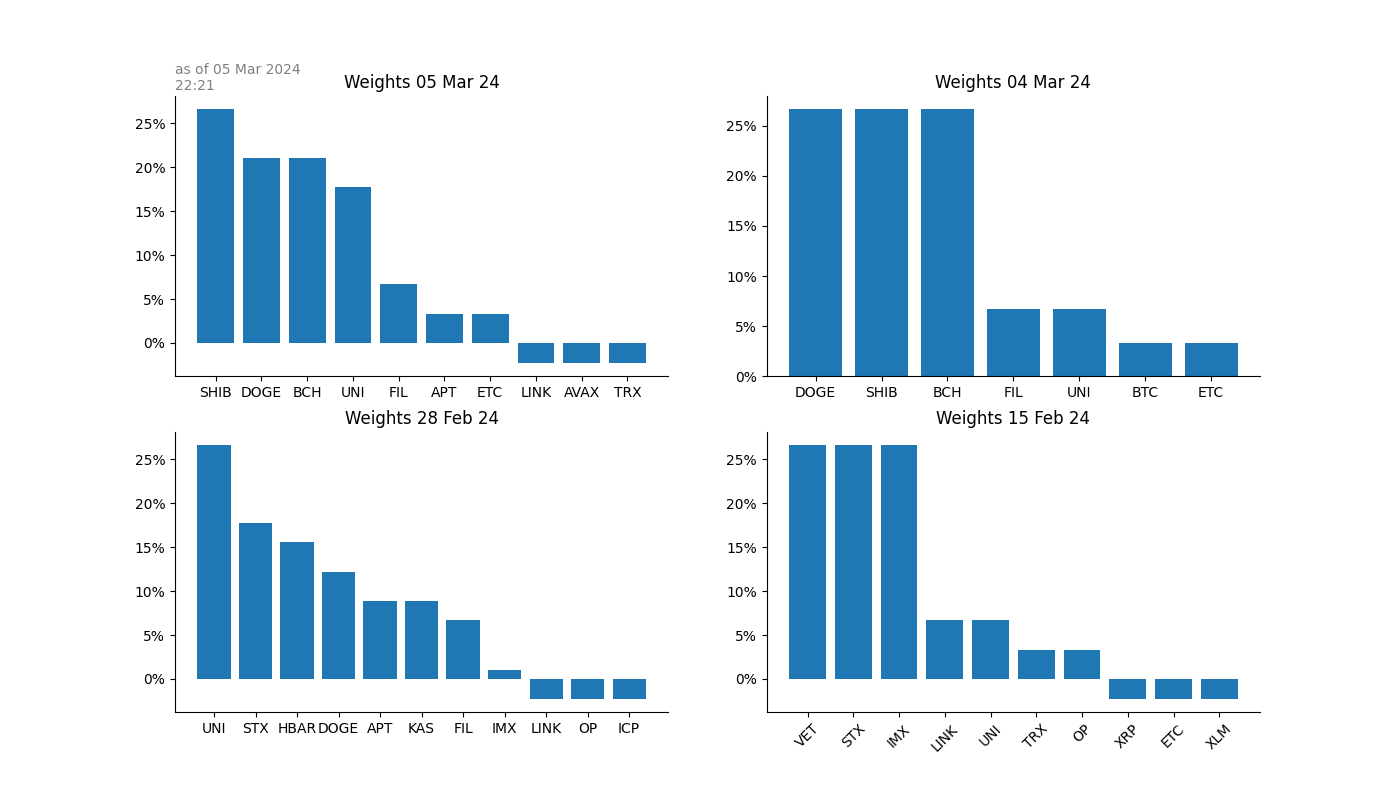 as of 05 Mar 2024
22:21
Weights 05 Mar 24
25%
20%
15%
10%
5%
0%
SHIB DOGE BCH UNI FIL APT ETC LINK AVAX TRX
Weights 04 Mar 24
25%
20%
15%
10%
5%
0%
DOGE SHIB BCH FIL UNI BTC ETC
Weights 28 Feb 24
25%
20%
15%
10%
5%
0%
UNI STX HBAR DOGE APT KAS FIL IMX LINK OP ICP
Weights 15 Feb 24
25%
20%
15%
10%
5%
0%
VET STX IMX LINK UNI TRX OP XRP ETC XLM